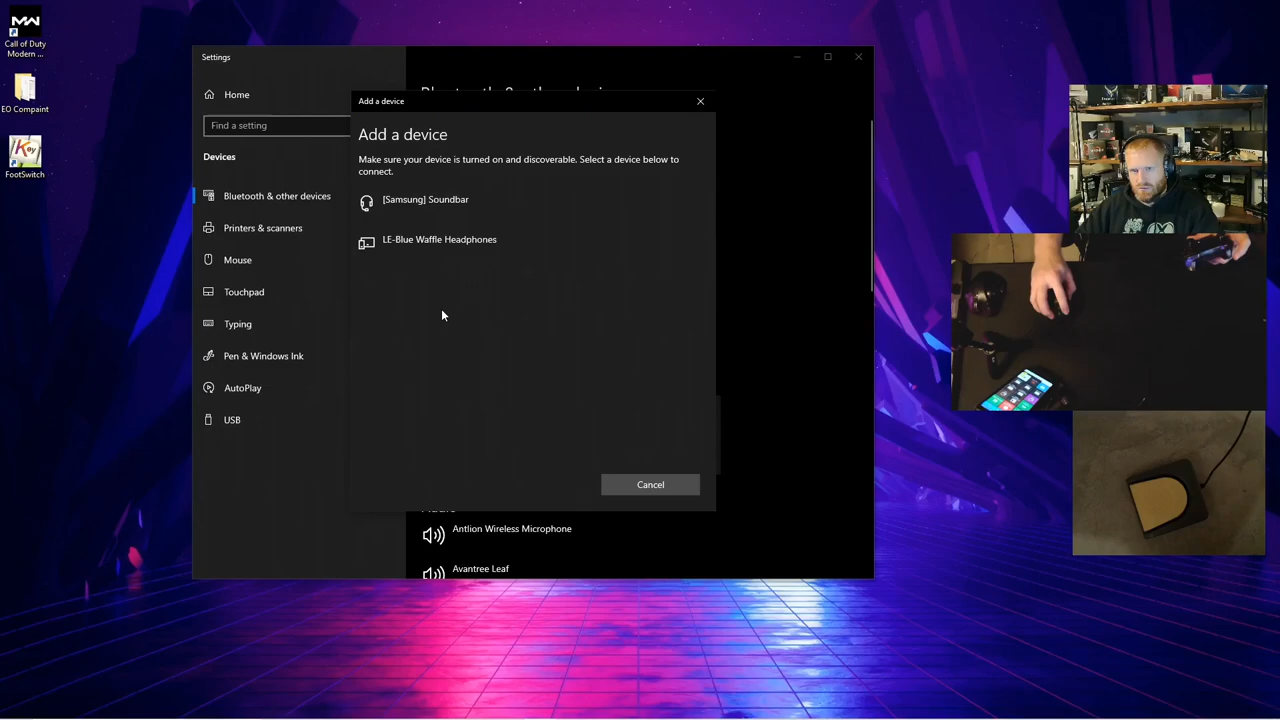 Call of Duty
Modern ...
EO Compaint
Key
FootSwitch
Settings
Home
Find a setting
Devices
Bluetooth & other devices
Printers & scanners
Mouse
Touchpad
Typing
Pen & Windows Ink
AutoPlay
USB
Add a device
Add a device
Make sure your device is turned on and discoverable. Select a device below to
connect.
[Samsung] Soundbar
LE-Blue Waffle Headphones
Cancel
Antlion Wireless Microphone
Avantree Leaf